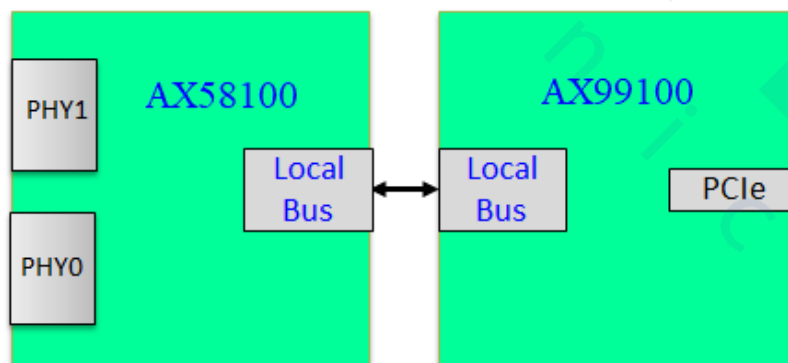 AX58100
AX99100
PHY1
Local
Bus
Local
Bus
PCIe
PHY0
n
i
c